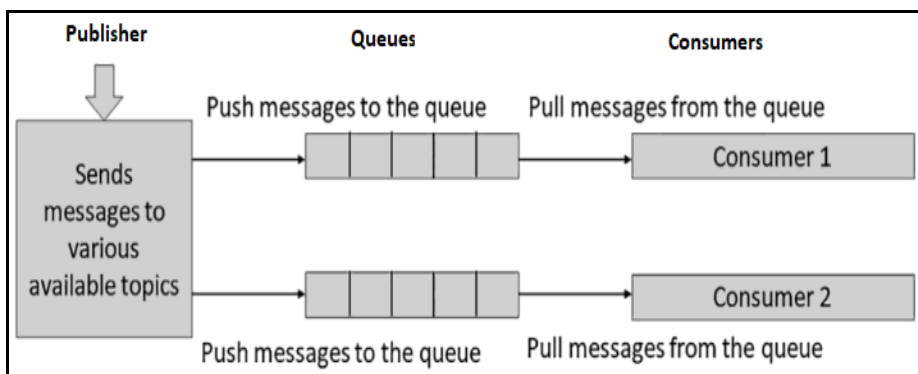 Publisher
Queues
Consumers
Push messages to the queue
Pull messages from the queue
Sends
messages to
various
available topics
Consumer 1
Consumer 2
Push messages to the queue
Pull messages from the queue